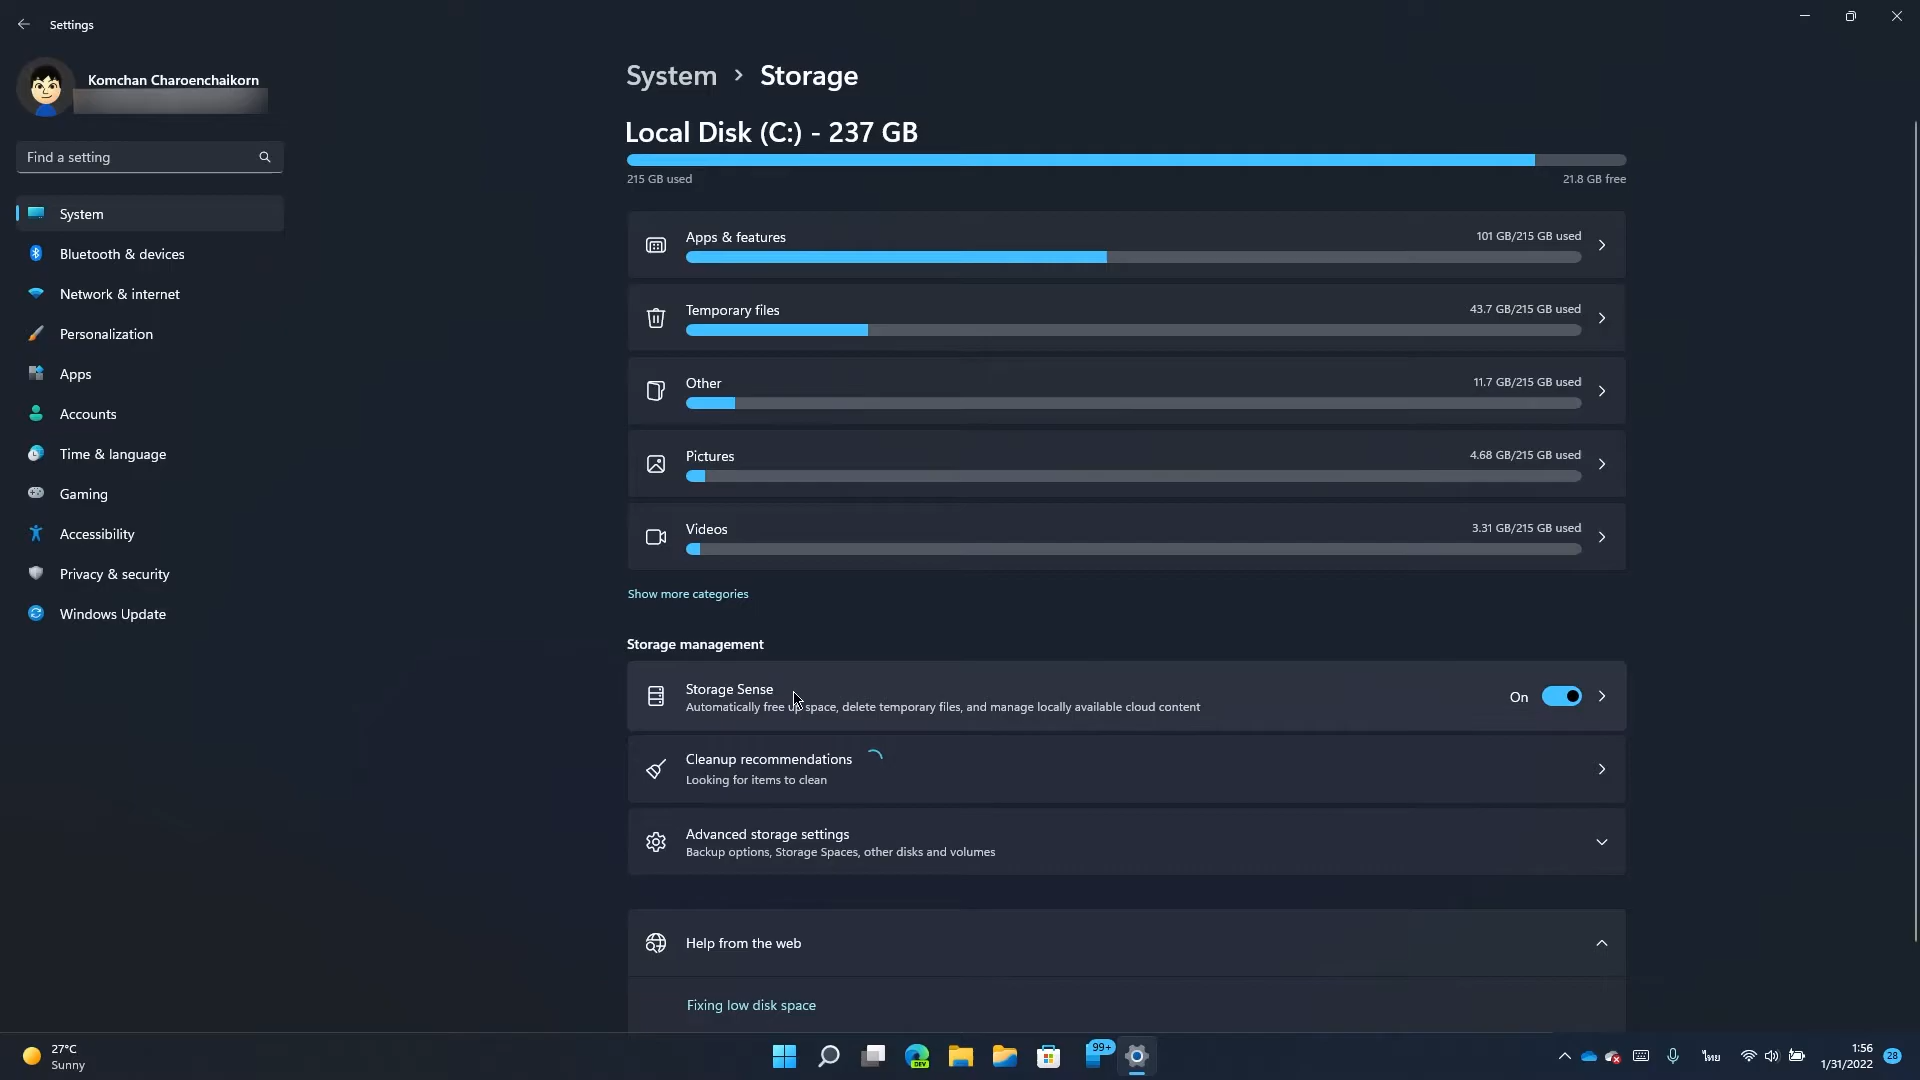 Settings
Komchan Charoenchaikorn
Find a setting
System
Bluetooth & devices
Network & internet
Personalization
Apps
Accounts
Time & language
Gaming
Accessibility
Privacy & security
Windows Update
System > Storage
Local Disk (C:) - 237 GB
215 GB used 21.8 GB free
Apps & features 101 GB/215 GB used
Temporary files 43.7 GB/215 GB used
Other 11.7 GB/215 GB used
Pictures 4.68 GB/215 GB used
Videos 3.31 GB/215 GB used
Show more categories
Storage management
Storage Sense On
Automatically free up space, delete temporary files, and manage locally available cloud content
Cleanup recommendations
Looking for items to clean
Advanced storage settings
Backup options, Storage Spaces, other disks and volumes
Help from the web
Fixing low disk space
27°C
Sunny
DEV
99+
ไทย
1:56
1/31/2022
28